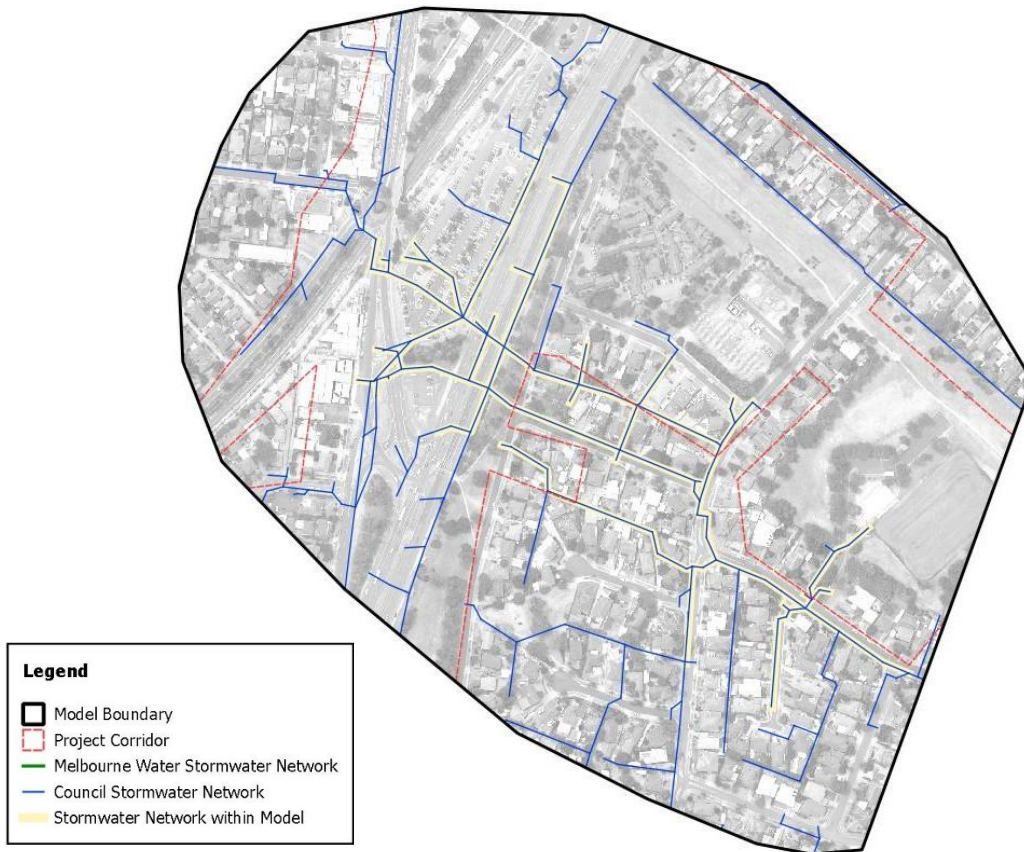 Legend
Model Boundary
Project Corridor
Melbourne Water Stormwater Network
Council Stormwater Network
Stormwater Network within Model